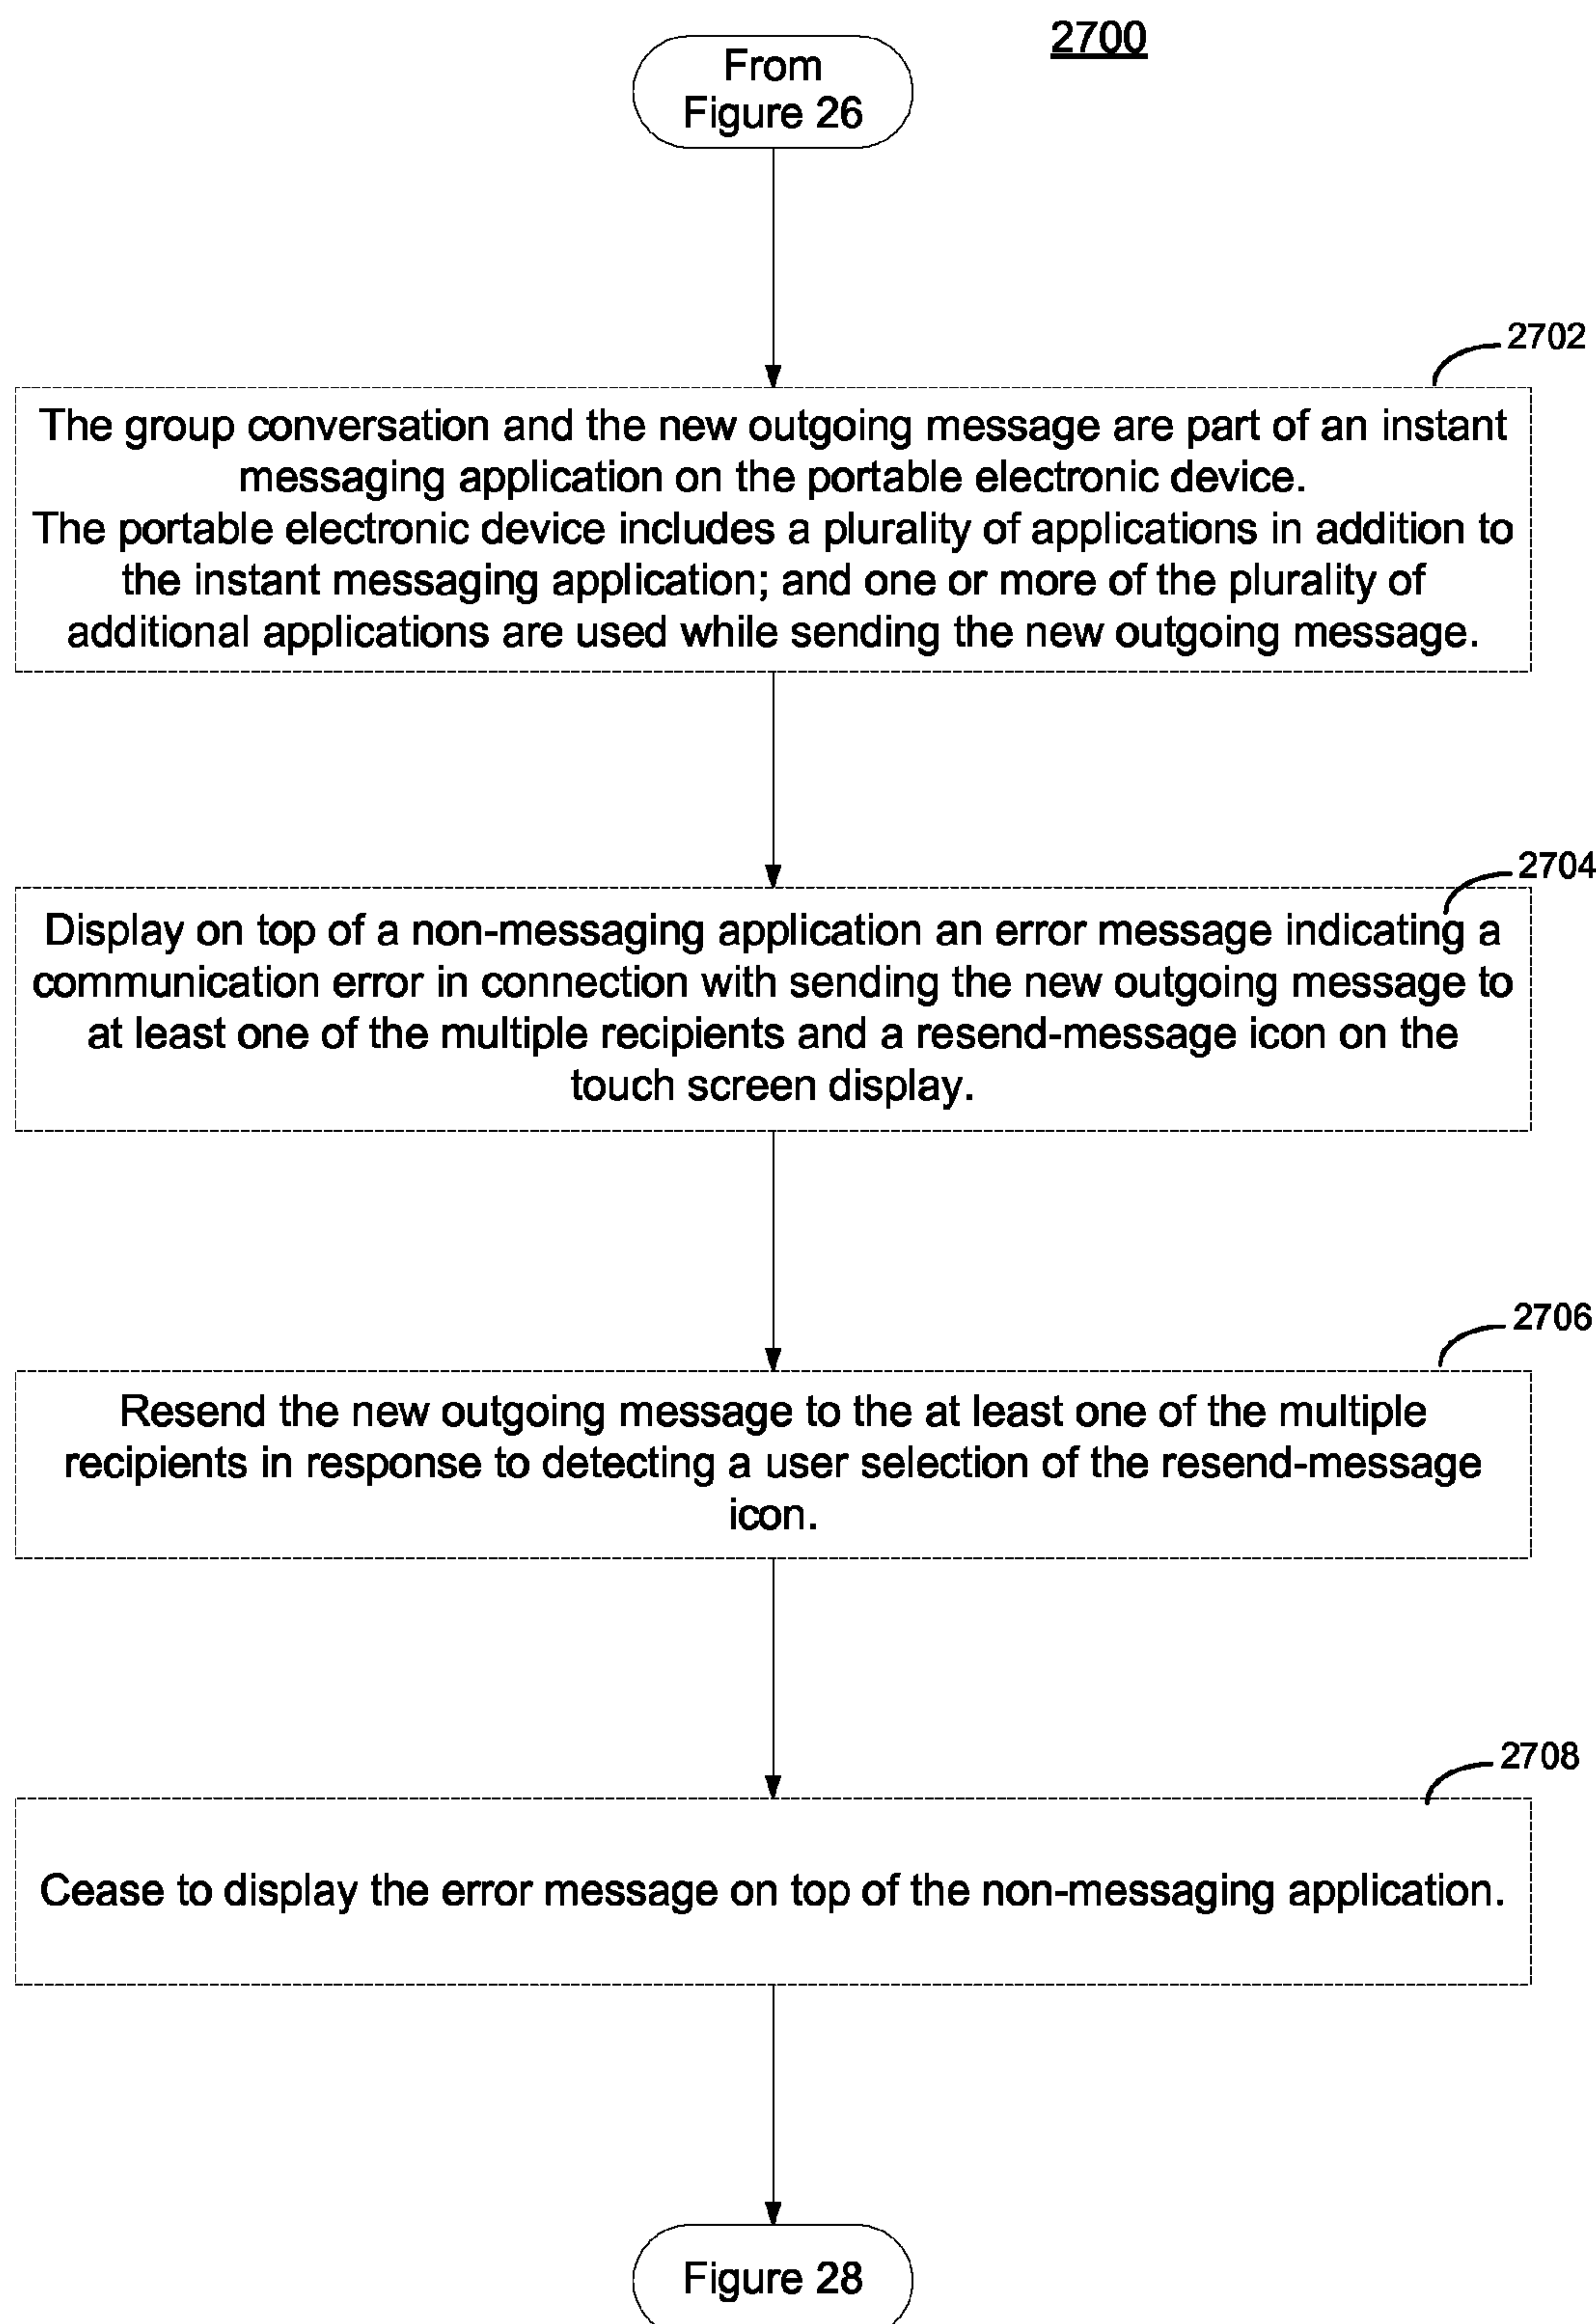 2700
From
Figure 26
2702
The group conversation and the new outgoing message are part of an instant
messaging application on the portable electronic device.
The portable electronic device includes a plurality of applications in addition to
the instant messaging application; and one or more of the plurality of
additional applications are used while sending the new outgoing message.
2704
Display on top of a non-messaging application an error message indicating a
communication error in connection with sending the new outgoing message to
at least one of the multiple recipients and a resend-message icon on the
touch screen display.
2706
Resend the new outgoing message to the at least one of the multiple
recipients in response to detecting a user selection of the resend-message
icon.
2708
Cease to display the error message on top of the non-messaging application.
Figure 28